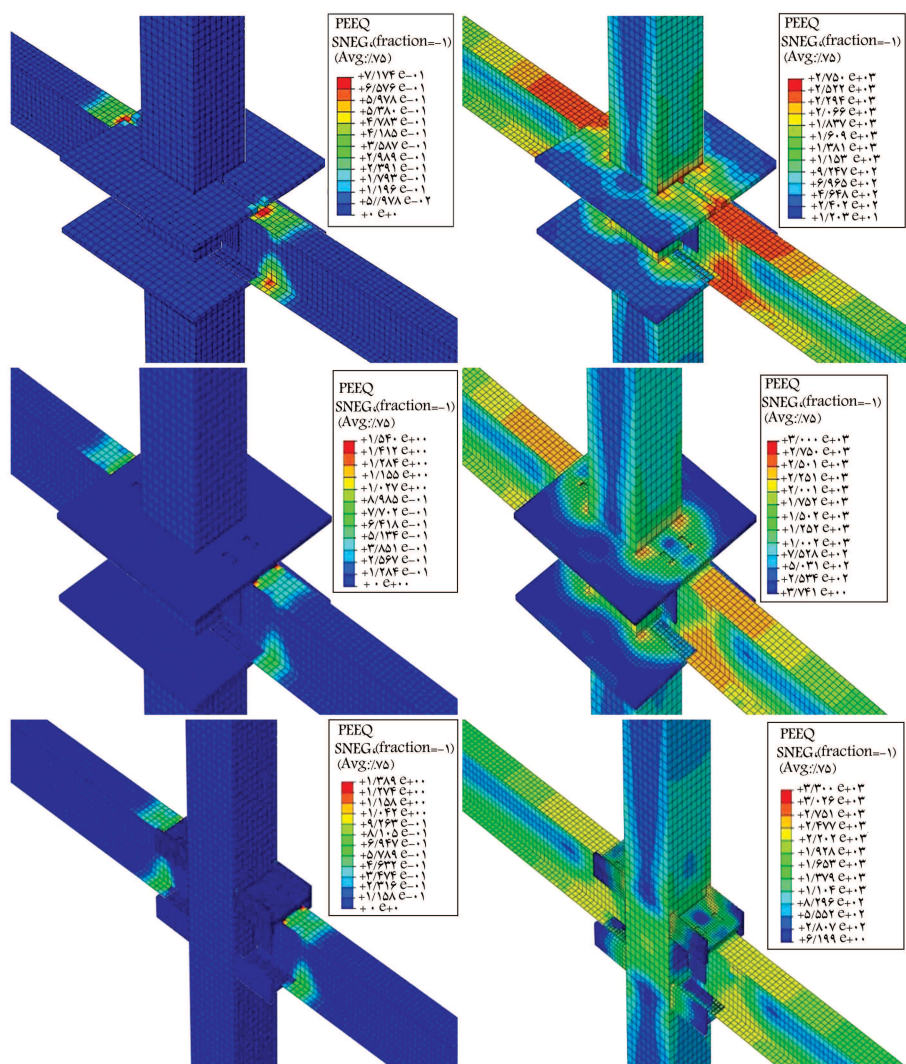 PEEQ
SNEG،(fraction=-۱)
(Avg:٪۷۵)
+۷/۱۷۴ e-۰۱
+۶/۵۷۶ e-۰۱
+۵/۹۷۸ e-۰۱
+۵/۳۸۰ e-۰۱
+۴/۷۸۳ e-۰۱
+۴/۱۸۵ e-۰۱
+۳/۵۸۷ e-۰۱
+۲/۹۸۹ e-۰۱
+۲/۳۹۱ e-۰۱
+۱/۷۹۳ e-۰۱
+۱/۱۹۶ e-۰۱
+۵//۹۷۸ e-۰۲
+۰ e+۰
PEEQ
SNEG،(fraction=-۱)
(Avg:٪۷۵)
+۲/۷۵۰ e+۰۳
+۲/۵۲۲ e+۰۳
+۲/۲۹۴ e+۰۳
+۲/۰۶۶ e+۰۳
+۱/۸۳۷ e+۰۳
+۱/۶۰۹ e+۰۳
+۱/۳۸۱ e+۰۳
+۱/۱۵۳ e+۰۳
+۹/۲۴۷ e+۰۲
+۶/۹۶۵ e+۰۲
+۴/۶۴۸ e+۰۲
+۲/۴۰۲ e+۰۲
+۱/۲۰۳ e+۰۱
PEEQ
SNEG،(fraction=-۱)
(Avg:٪۷۵)
+۱/۵۴۰ e+۰۰
+۱/۴۱۲ e+۰۰
+۱/۲۸۴ e+۰۰
+۱/۱۵۵ e+۰۰
+۱/۰۲۷ e+۰۰
+۸/۹۸۵ e-۰۱
+۷/۷۰۲ e-۰۱
+۶/۴۱۸ e-۰۱
+۵/۱۳۴ e-۰۱
+۳/۸۵۱ e-۰۱
+۲/۵۶۷ e-۰۱
+۱/۲۸۴ e-۰۱
+۰ e+۰۰
PEEQ
SNEG،(fraction=-۱)
(Avg:٪۷۵)
+۳/۰۰۰ e+۰۳
+۲/۷۵۰ e+۰۳
+۲/۵۰۱ e+۰۳
+۲/۲۵۱ e+۰۳
+۲/۰۰۱ e+۰۳
+۱/۷۵۲ e+۰۳
+۱/۵۰۲ e+۰۳
+۱/۲۵۲ e+۰۳
+۱/۰۰۲ e+۰۳
+۷/۵۲۸ e+۰۲
+۵/۰۳۱ e+۰۲
+۲/۵۳۴ e+۰۲
+۳/۷۴۱ e+۰۰
PEEQ
SNEG،(fraction=-۱)
(Avg:٪۷۵)
+۱/۳۸۹ e+۰۰
+۱/۲۷۴ e+۰۰
+۱/۱۵۸ e+۰۰
+۱/۰۴۲ e+۰۰
+۹/۲۶۳ e-۰۱
+۸/۱۰۵ e-۰۱
+۶/۹۴۷ e-۰۱
+۵/۷۸۹ e-۰۱
+۴/۶۳۲ e-۰۱
+۳/۴۷۴ e-۰۱
+۲/۳۱۶ e-۰۱
+۱/۱۵۸ e-۰۱
+۰ e+۰
PEEQ
SNEG،(fraction=-۱)
(Avg:٪۷۵)
+۳/۳۰۰ e+۰۳
+۳/۰۲۶ e+۰۳
+۲/۷۵۱ e+۰۳
+۲/۴۷۷ e+۰۳
+۲/۲۰۲ e+۰۳
+۱/۹۲۸ e+۰۳
+۱/۶۵۳ e+۰۳
+۱/۳۷۹ e+۰۳
+۱/۱۰۴ e+۰۳
+۸/۲۹۶ e+۰۲
+۵/۵۵۲ e+۰۲
+۲/۸۰۷ e+۰۲
+۶/۱۹۹ e+۰۰